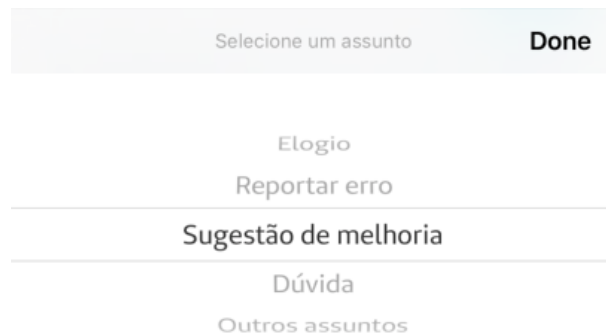 Selecione um assunto Done
Elogio
Reportar erro
Sugestão de melhoria
Dúvida
Outros assuntos